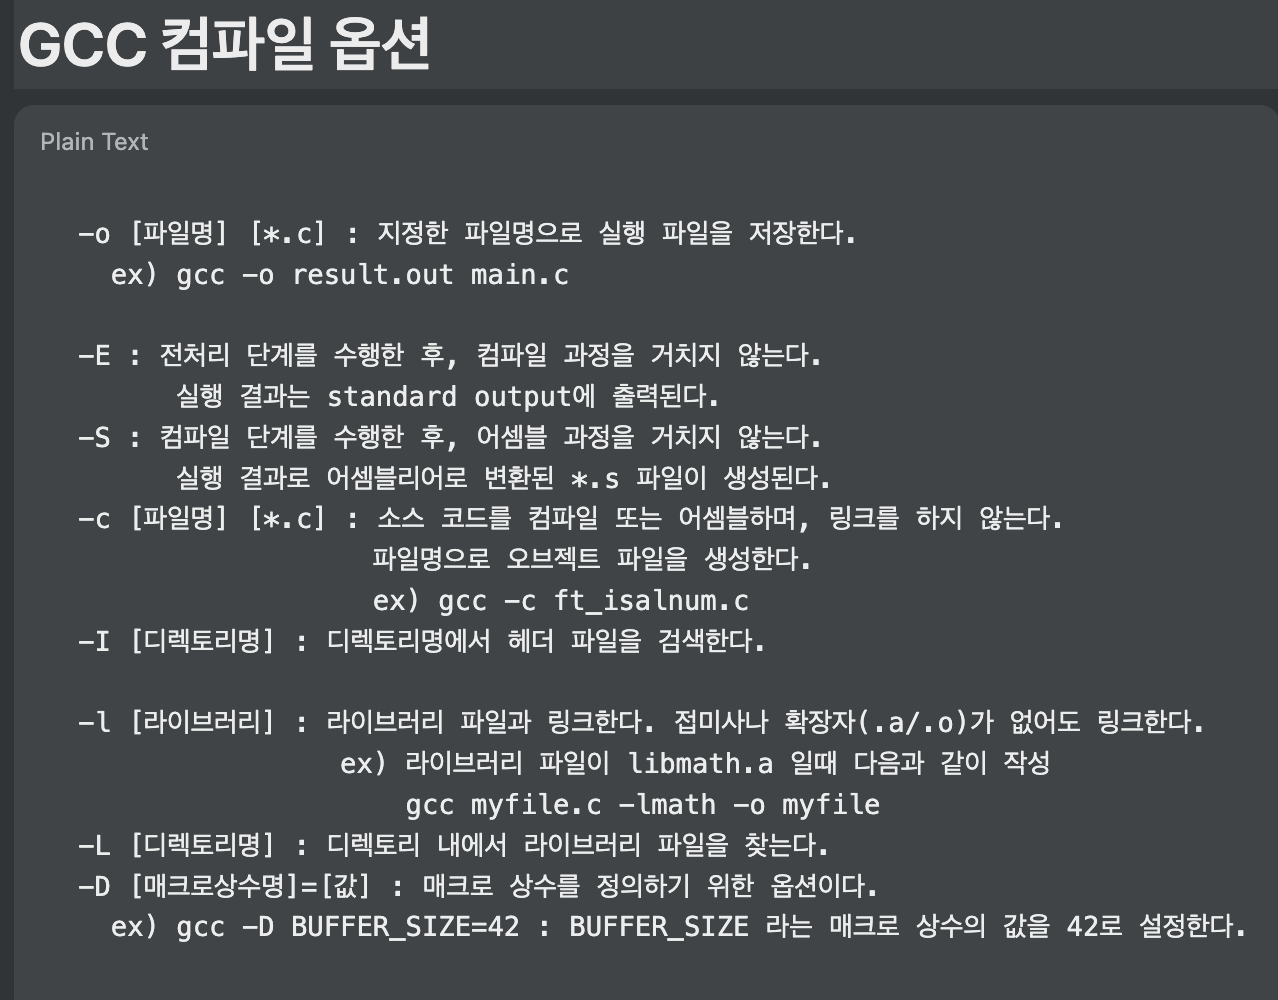 GCC 컴파일 옵션
Plain Text
-o [파일명] [*.c] : 지정한 파일명으로 실행 파일을 저장한다.
ex) gcc -o result.out main.c
-E : 전처리 단계를 수행한 후, 컴파일 과정을 거치지 않는다.
실행 결과는 standard output에 출력된다.
-S : 컴파일 단계를 수행한 후, 어셈블 과정을 거치지 않는다.
실행 결과로 어셈블리어로 변환된 *.s 파일이 생성된다.
-c [파일명] [*.c] : 소스 코드를 컴파일 또는 어셈블하며, 링크를 하지 않는다.
파일명으로 오브젝트 파일을 생성한다.
ex) gcc -c ft_isalnum.c
-I [디렉토리명] : 디렉토리명에서 헤더 파일을 검색한다.
-l [라이브러리] : 라이브러리 파일과 링크한다. 접미사나 확장자(.a/.o)가 없어도 링크한다.
ex) 라이브러리 파일이 libmath.a 일때 다음과 같이 작성
gcc myfile.c -lmath -o myfile
-L [디렉토리명] : 디렉토리 내에서 라이브러리 파일을 찾는다.
-D [매크로상수명]=[값] : 매크로 상수를 정의하기 위한 옵션이다.
ex) gcc -D BUFFER_SIZE=42 : BUFFER_SIZE 라는 매크로 상수의 값을 42로 설정한다.